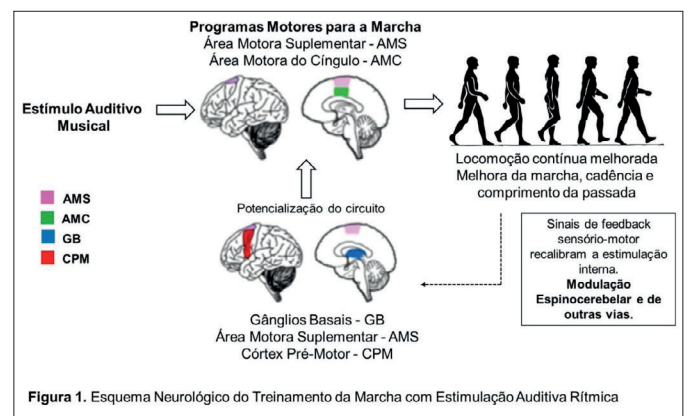 Programas Motores para a Marcha
Área Motora Suplementar - AMS
Área Motora do Cíngulo - AMC
Estímulo Auditivo
Musical
Locomoção contínua melhorada
Melhora da marcha, cadência e
comprimento da passada
AMS
AMC
GB
CPM
Potencialização do circuito
Sinais de feedback
sensório-motor
recalibram a estimulação
interna.
Modulação
Espinocerebelar e de
outras vias.
Gânglios Basais - GB
Área Motora Suplementar - AMS
Córtex Pré-Motor - CPM
Figura 1. Esquema Neurológico do Treinamento da Marcha com Estimulação Auditiva Rítmica